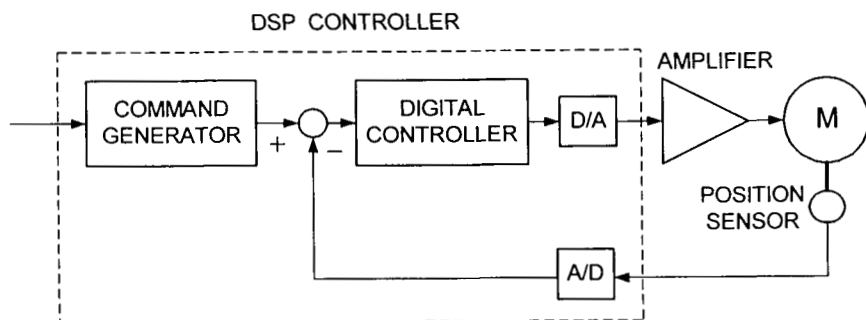 DSP CONTROLLER
COMMAND
GENERATOR
+
−
DIGITAL
CONTROLLER
D/A
AMPLIFIER
M
POSITION
SENSOR
A/D